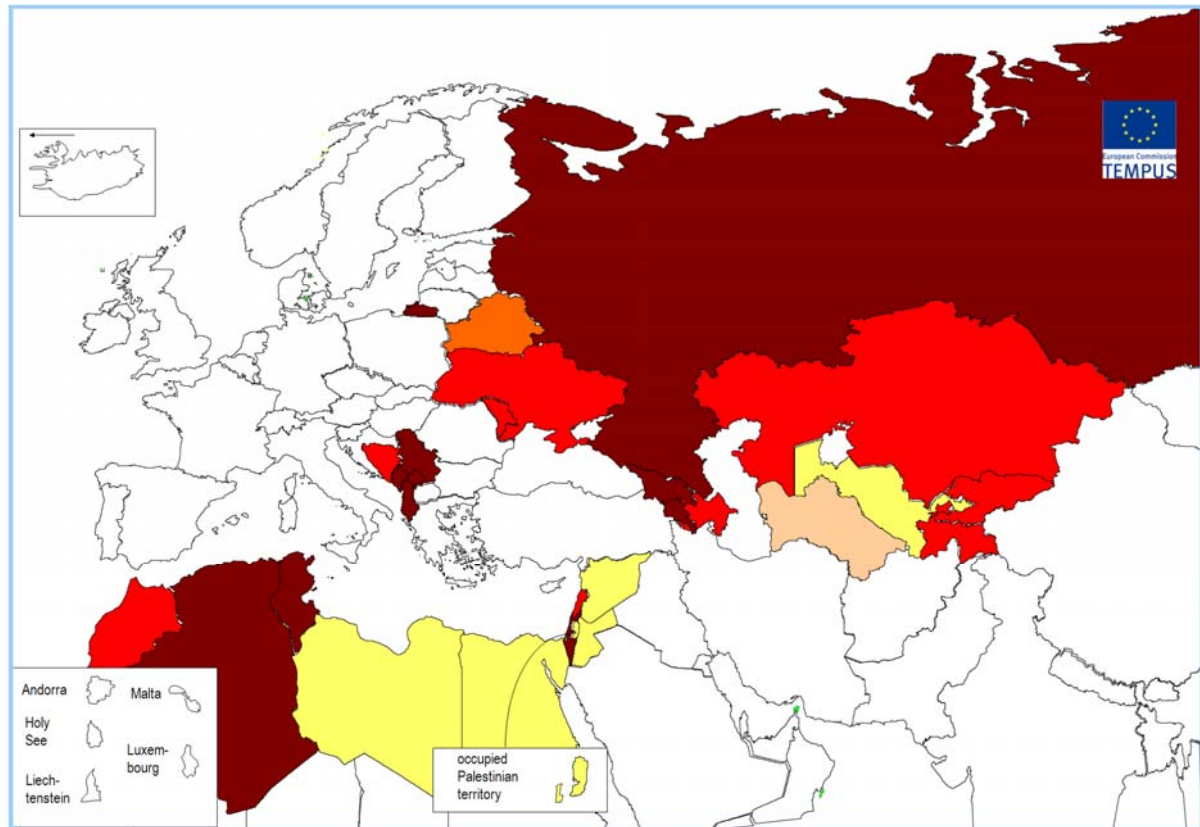 European Commission
TEMPUS
Andorra
Malta
Holy
See
Luxem-
bourg
Liech-
tenstein
occupied
Palestinian
territory